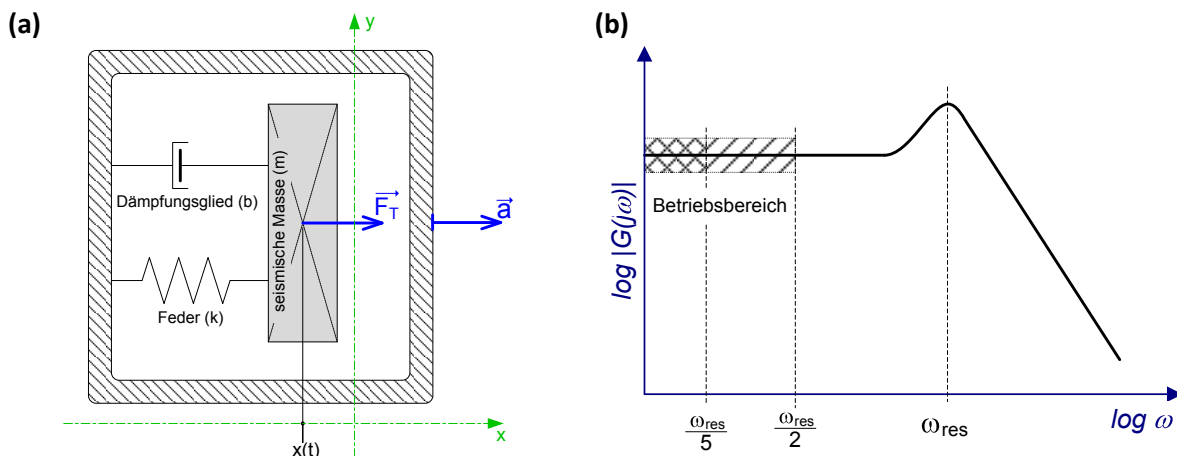 (a)
y
Dämpfungsglied (b)
seismische Masse (m)
F_T
a
Feder (k)
x
x(t)
(b)
log |G(jω)|
Betriebsbereich
ω_res
5
ω_res
2
ω_res
log ω